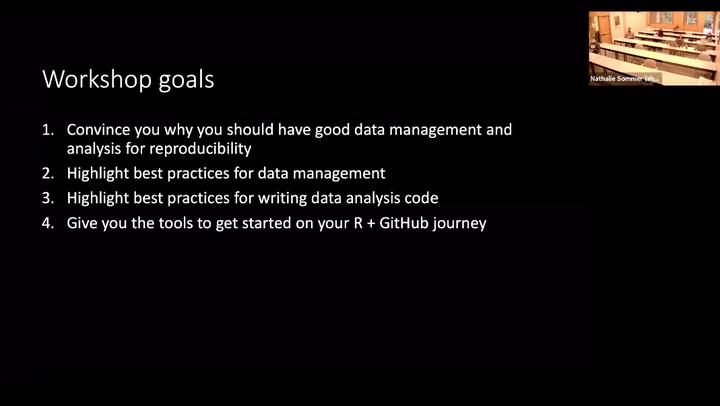 Workshop goals
1. Convince you why you should have good data management and
analysis for reproducibility
2. Highlight best practices for data management
3. Highlight best practices for writing data analysis code
4. Give you the tools to get started on your R + GitHub journey
Nathalie Sommer (sh...